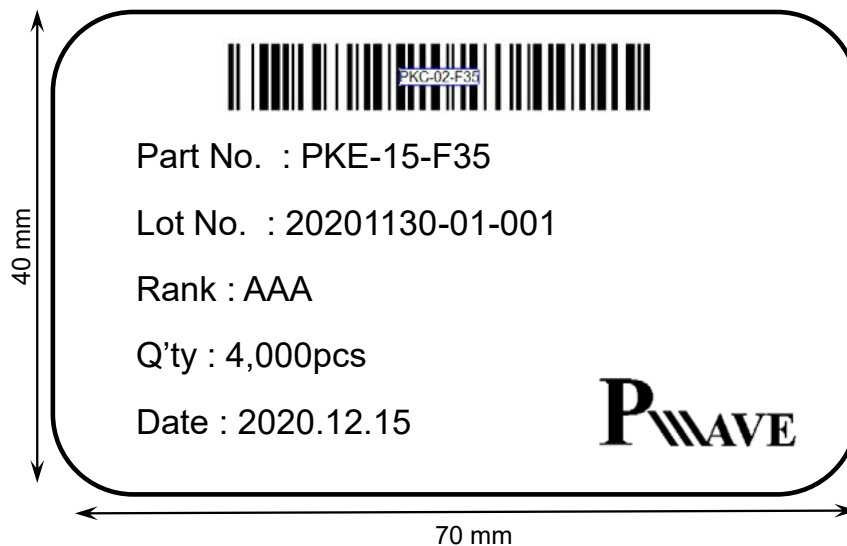 PKC-02-F35
Part No. : PKE-15-F35
Lot No. : 20201130-01-001
Rank : AAA
Q’ty : 4,000pcs
Date : 2020.12.15
PWAVE
40 mm
70 mm